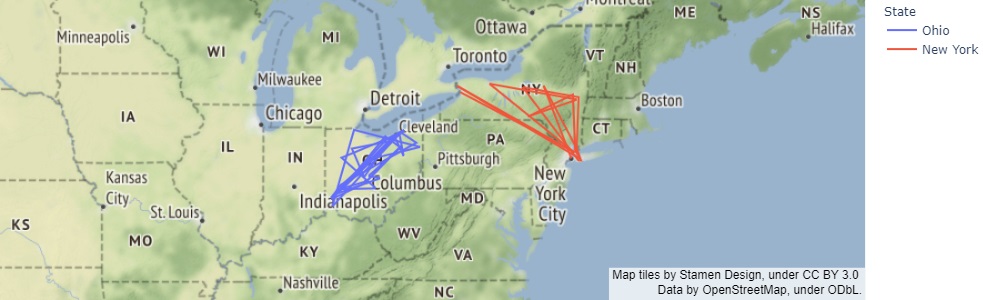 Montreal
Ottawa
ME
NS
Halifax
State
Ohio
New York
Minneapolis
WI
MI
Toronto
VT
NH
Milwaukee
Detroit
NY
Boston
IA
Chicago
Cleveland
CT
IL
IN
OH
PA
Pittsburgh
Kansas
City
Columbus
New
York
City
Indianapolis
MD
St. Louis
KS
MO
WV
KY
VA
Nashville
NC
Map tiles by Stamen Design, under CC BY 3.0
Data by OpenStreetMap, under ODbL.